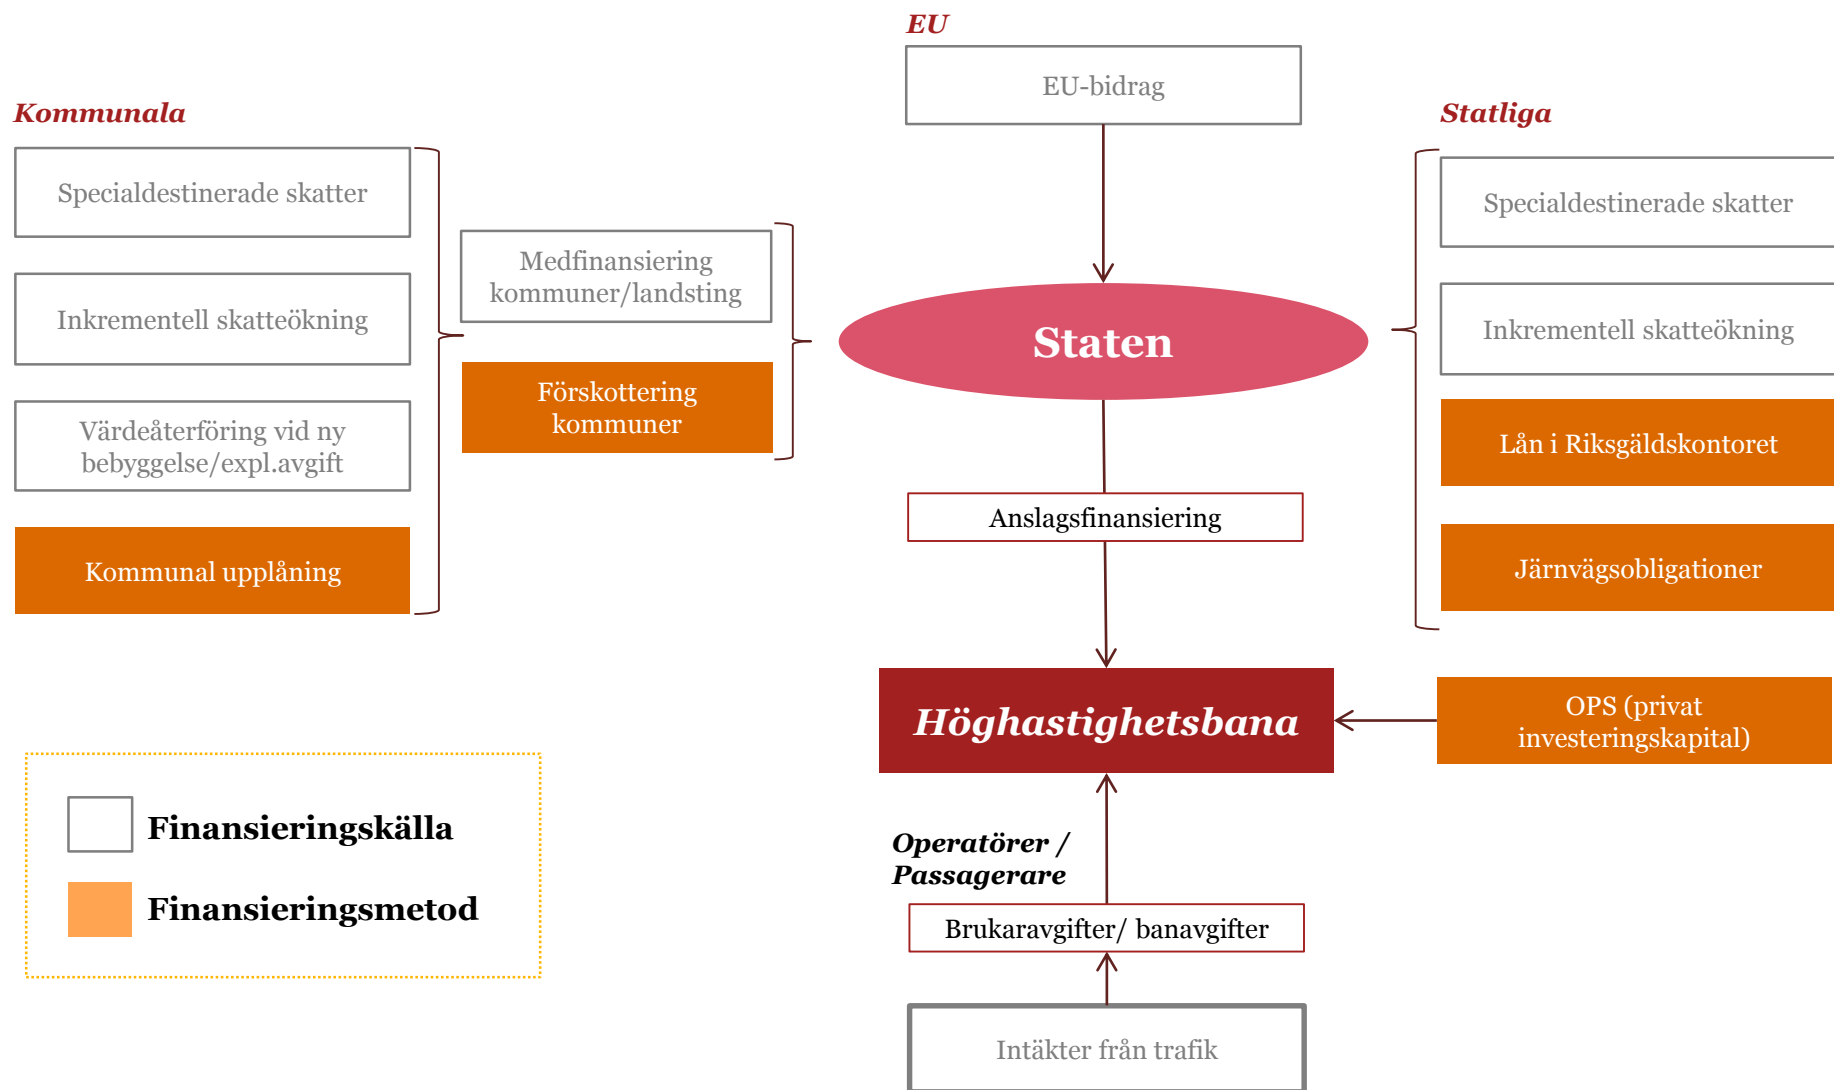 EU
EU-bidrag
Kommunala
Specialdestinerade skatter
Inkrementell skatteökning
Värdeåterföring vid ny
bebyggelse/expl.avgift
Kommunal upplåning
Medfinansiering
kommuner/landsting
Förskottering
kommuner
Staten
Anslagsfinansiering
Statliga
Specialdestinerade skatter
Inkrementell skatteökning
Lån i Riksgäldskontoret
Järnvägsobligationer
Höghastighetsbana
OPS (privat
investeringskapital)
Operatörer /
Passagerare
Brukaravgifter/ banavgifter
Intäkter från trafik
Finansieringskälla
Finansieringsmetod